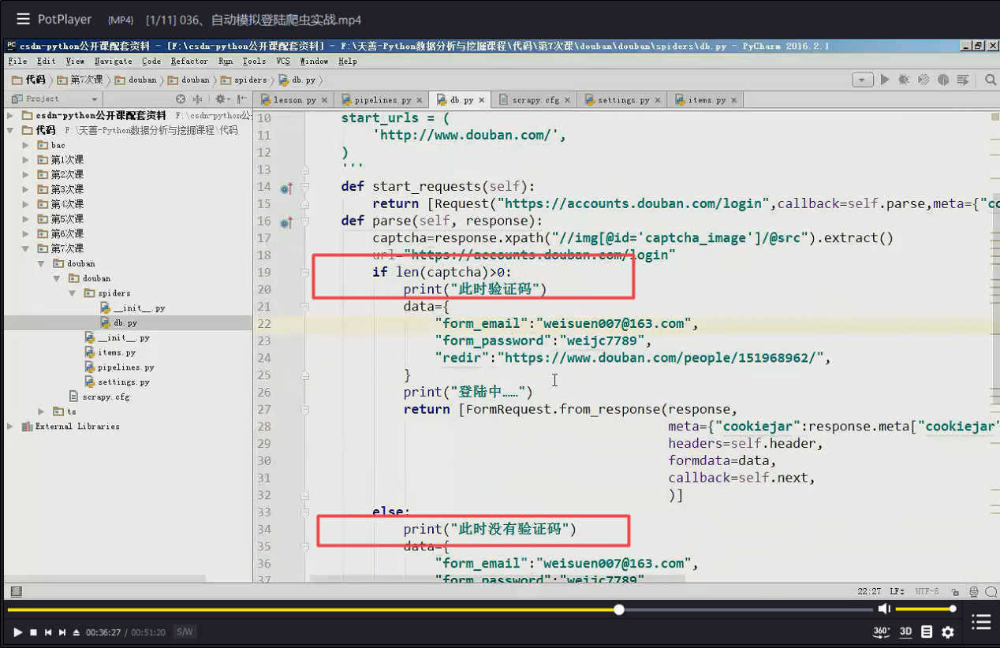 PotPlayer {MP4} [1/11] 036、自动模拟登陆爬虫实战.mp4
csdn-python公开课配套资料 - [F:\csdn-python公开课配套资料] - F:\天善-Python数据分析与挖掘课程\代码\第7次课\douban\douban\spiders\db.py - PyCharm 2016.2.1
File Edit View Navigate Code Refactor Run Tools VCS Window Help
代码 第7次课 douban douban spiders db.py
Project
lesson.py pipelines.py db.py scrapy.cfg settings.py items.py
csdn-python公开课配套资料 F:\csdn-python公
代码 F:\天善-Python数据分析与挖掘课程\代码
bac
第1次课
第2次课
第3次课
第4次课
第5次课
第6次课
第7次课
douban
douban
spiders
__init__.py
db.py
__init__.py
items.py
pipelines.py
settings.py
scrapy.cfg
ts
External Libraries
10 start_urls = (
11 'http://www.douban.com/',
12 )
13 '''
14 def start_requests(self):
15 return [Request("https://accounts.douban.com/login",callback=self.parse,meta={"co
16 def parse(self, response):
17 captcha=response.xpath("//img[@id='captcha_image']/@src").extract()
18 url="https://accounts.douban.com/login"
19 if len(captcha)>0:
20 print("此时验证码")
21 data={
22 "form_email":"weisuen007@163.com",
23 "form_password":"weijc7789",
24 "redir":"https://www.douban.com/people/151968962/",
25 }
26 print("登陆中……")
27 return [FormRequest.from_response(response,
28 meta={"cookiejar":response.meta["cookiejar"
29 headers=self.header,
30 formdata=data,
31 callback=self.next,
32 )]
33 else:
34 print("此时没有验证码")
35 data={
36 "form_email":"weisuen007@163.com",
37 "form_password":"weijc7789"
22:27 LF UTF-8
00:36:27 / 00:51:20 S/W
360° 3D